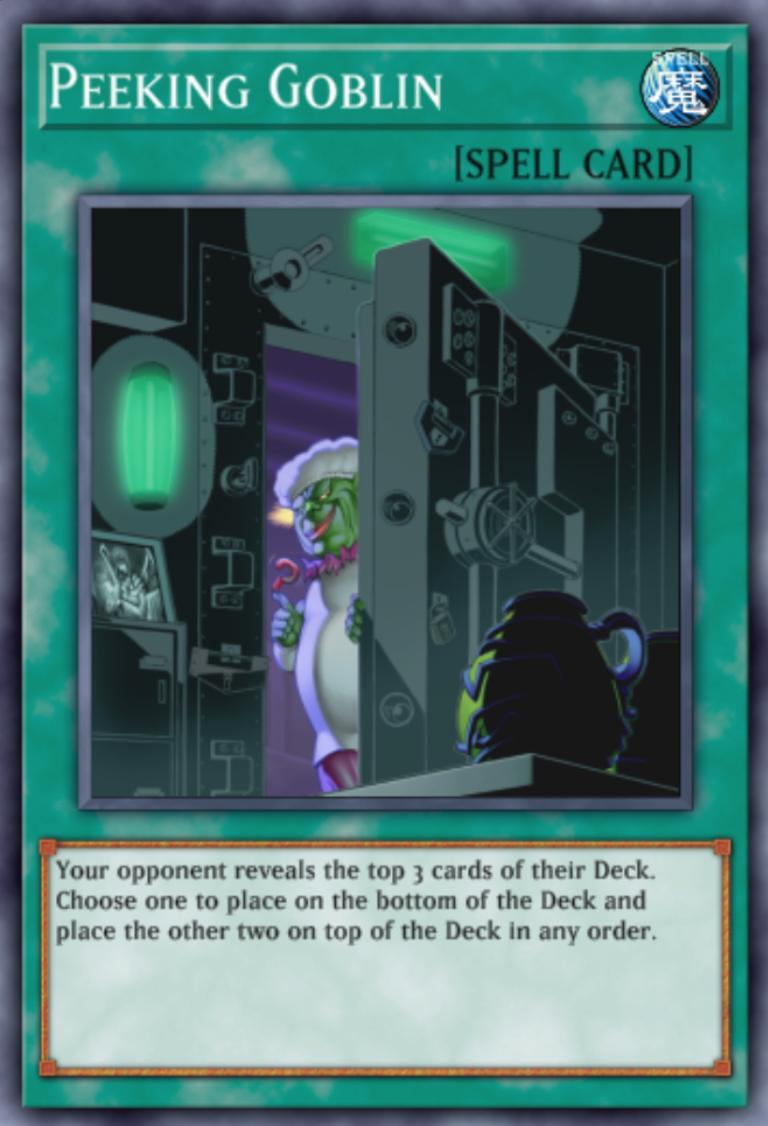 PEEKING GOBLIN
SPELL
魔
[SPELL CARD]
Your opponent reveals the top 3 cards of their Deck.
Choose one to place on the bottom of the Deck and
place the other two on top of the Deck in any order.